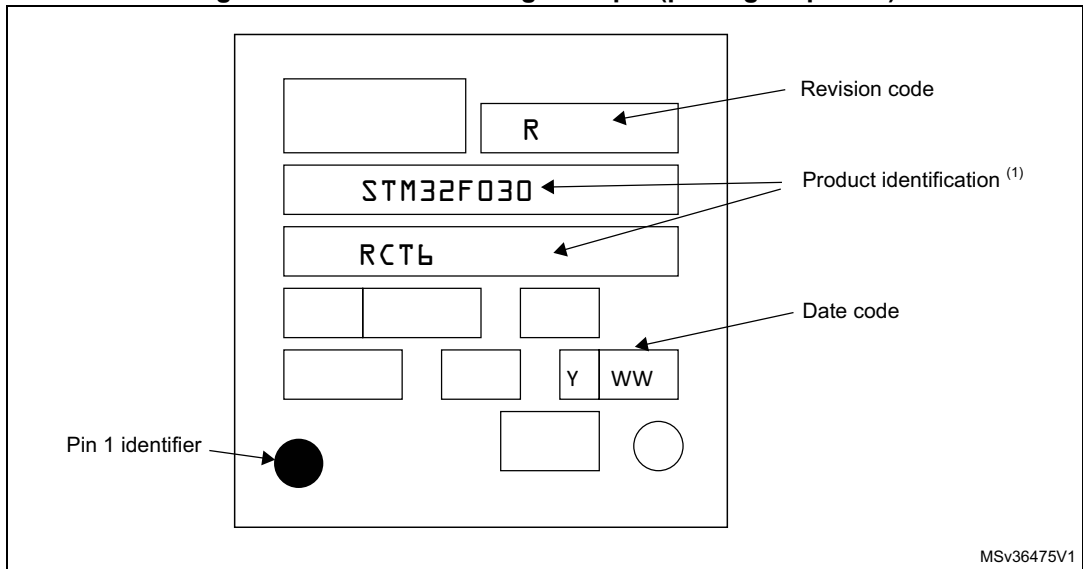 Revision code
R
STM32F030
Product identification (1)
RCT6
Date code
Y WW
Pin 1 identifier
MSv36475V1